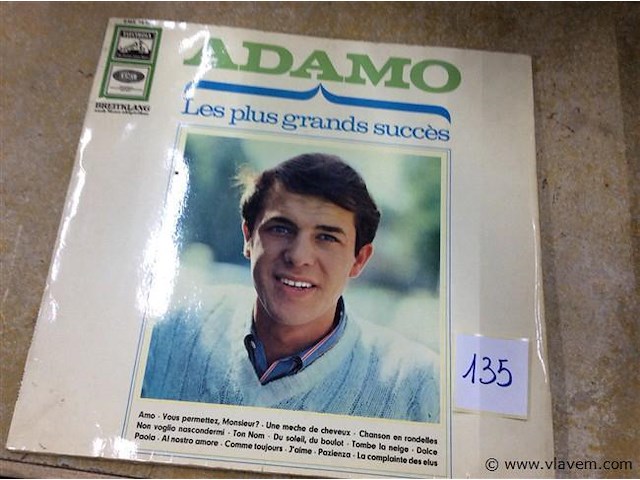 ADAMO
Les plus grands succès
BREITKLANG
135
Amo · Vous permettez, Monsieur? · Une meche de cheveux · Chanson en rondelles
Non voglio nascondermi · Ton Nom · Du soleil, du boulot · Tombe la neige · Dolce
Paola · Al nostro amore · Comme toujours · J'aime · Pazienza · La complainte des elus
© www.vlavem.com